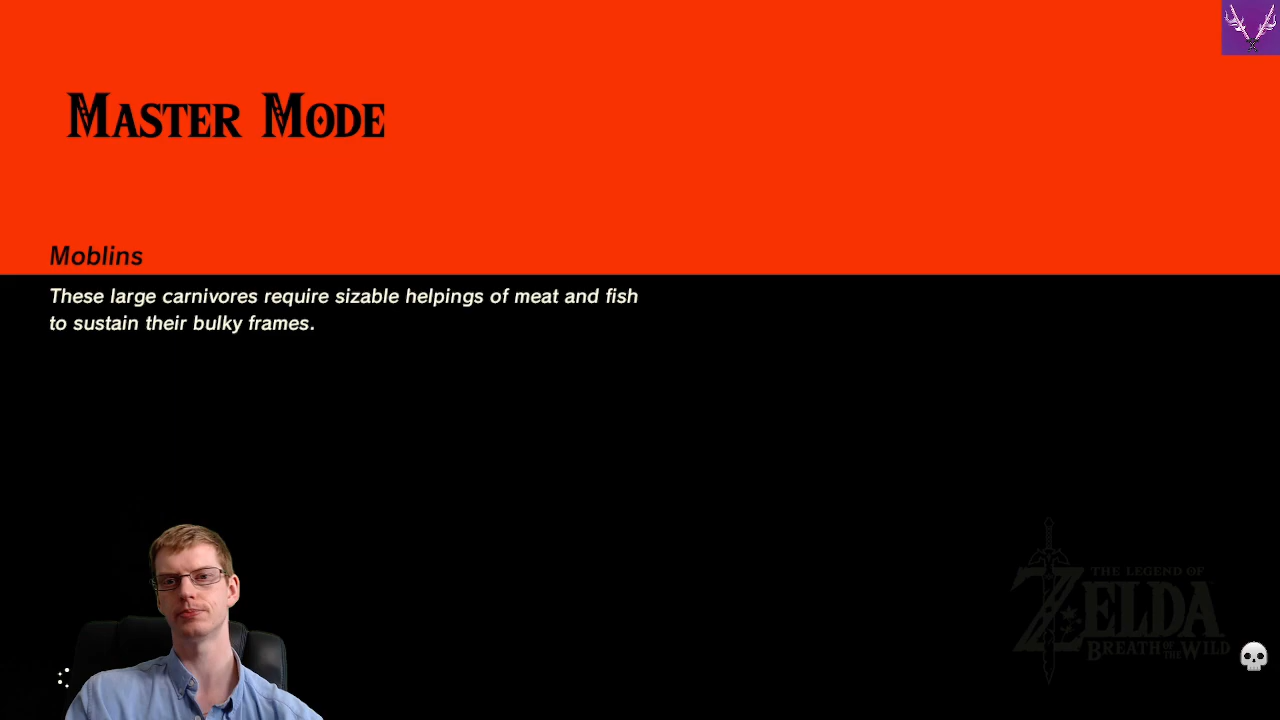 MASTER MODE
Moblins
These large carnivores require sizable helpings of meat and fish
to sustain their bulky frames.
THE LEGEND OF
ZELDA
BREATH OF THE WILD